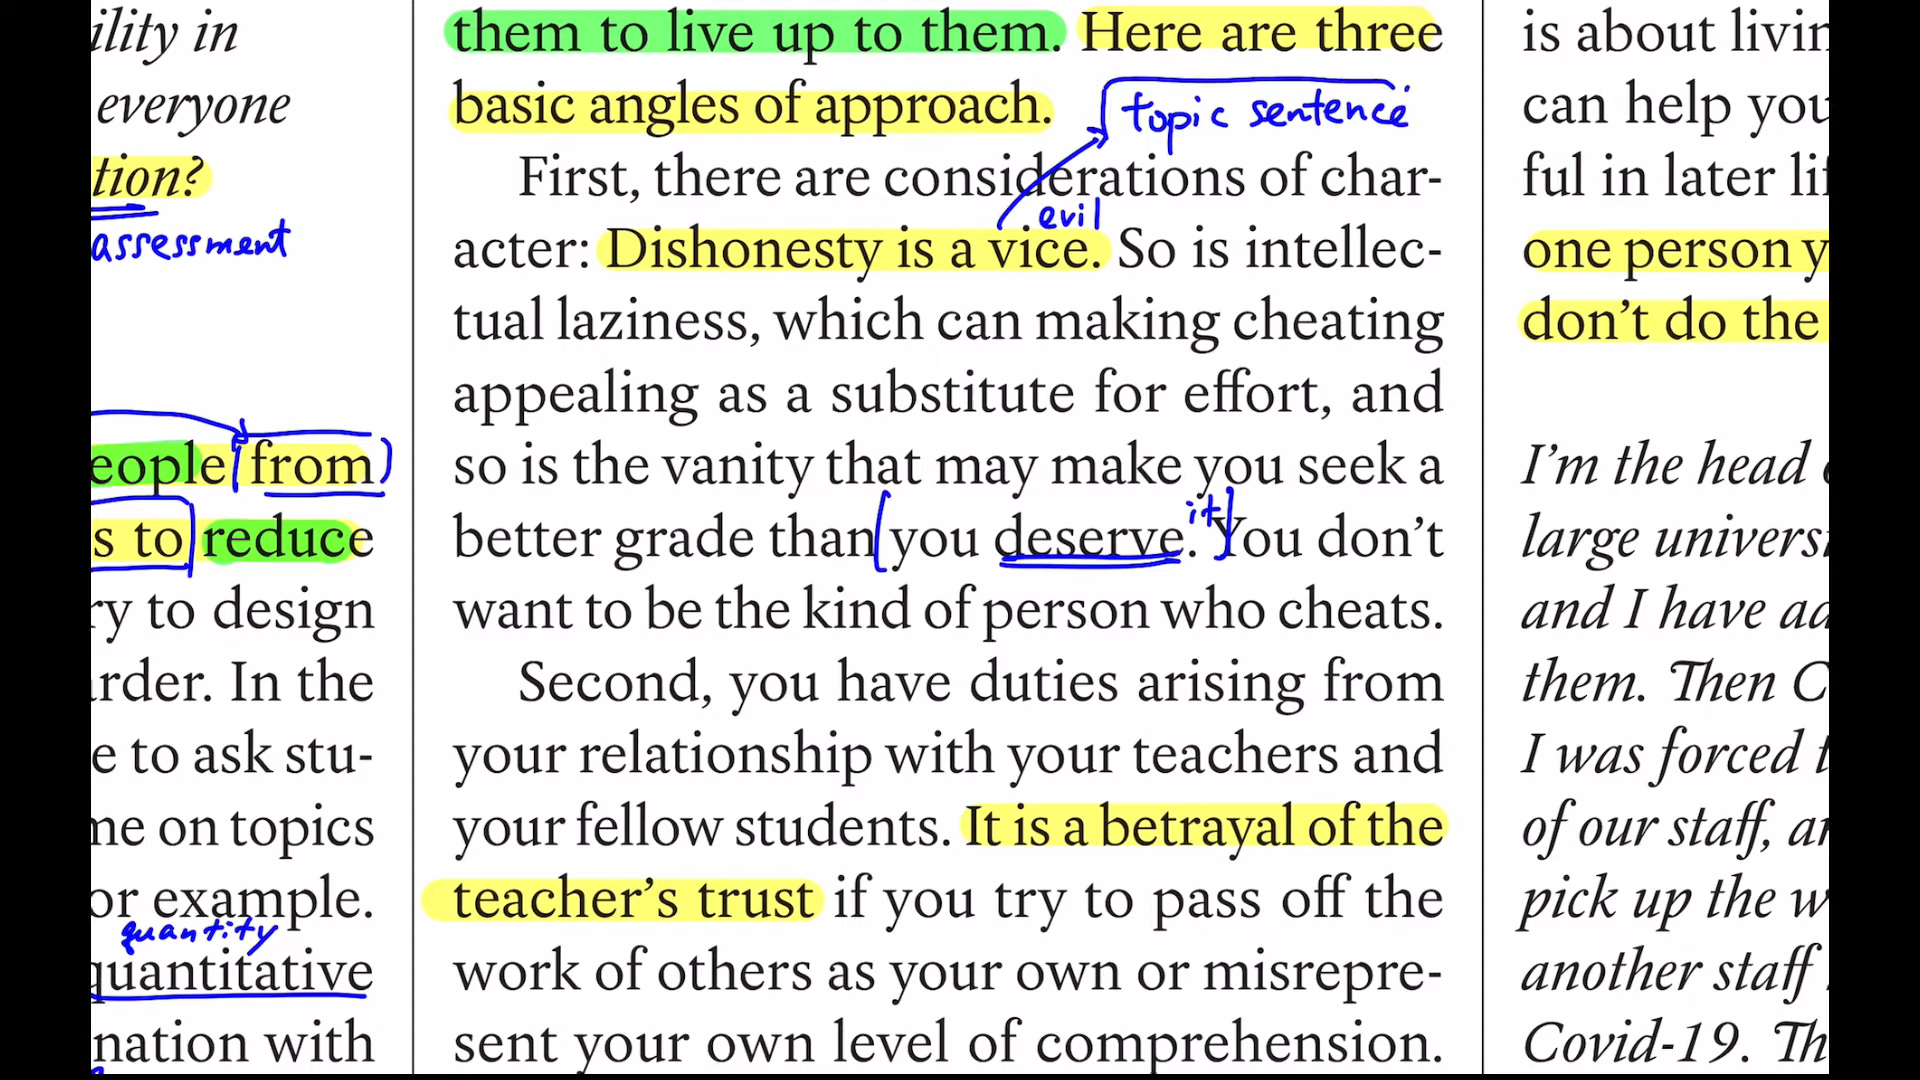 ility in
everyone
tion?
assessment
eople from
s to reduce
ry to design
rder. In the
e to ask stu-
me on topics
or example.
quantity
quantitative
nation with
them to live up to them. Here are three
basic angles of approach.
topic sentence
First, there are considerations of char-
evil
acter: Dishonesty is a vice. So is intellec-
tual laziness, which can making cheating
appealing as a substitute for effort, and
so is the vanity that may make you seek a
it
better grade than you deserve. You don't
want to be the kind of person who cheats.
Second, you have duties arising from
your relationship with your teachers and
your fellow students. It is a betrayal of the
teacher's trust if you try to pass off the
work of others as your own or misrepre-
sent your own level of comprehension.
is about livin
can help you
ful in later li
one person y
don't do the
I'm the head
large universi
and I have ad
them. Then C
I was forced t
of our staff, an
pick up the w
another staff
Covid-19. Th